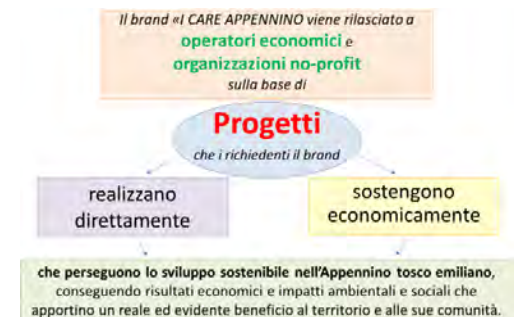 Il brand «I CARE APPENNINO viene rilasciato a
operatori economici e
organizzazioni no-profit
sulla base di
Progetti
che i richiedenti il brand
realizzano
direttamente
sostengono
economicamente
che perseguono lo sviluppo sostenibile nell'Appennino tosco emiliano,
conseguendo risultati economici e impatti ambientali e sociali che
apportino un reale ed evidente beneficio al territorio e alle sue comunità.